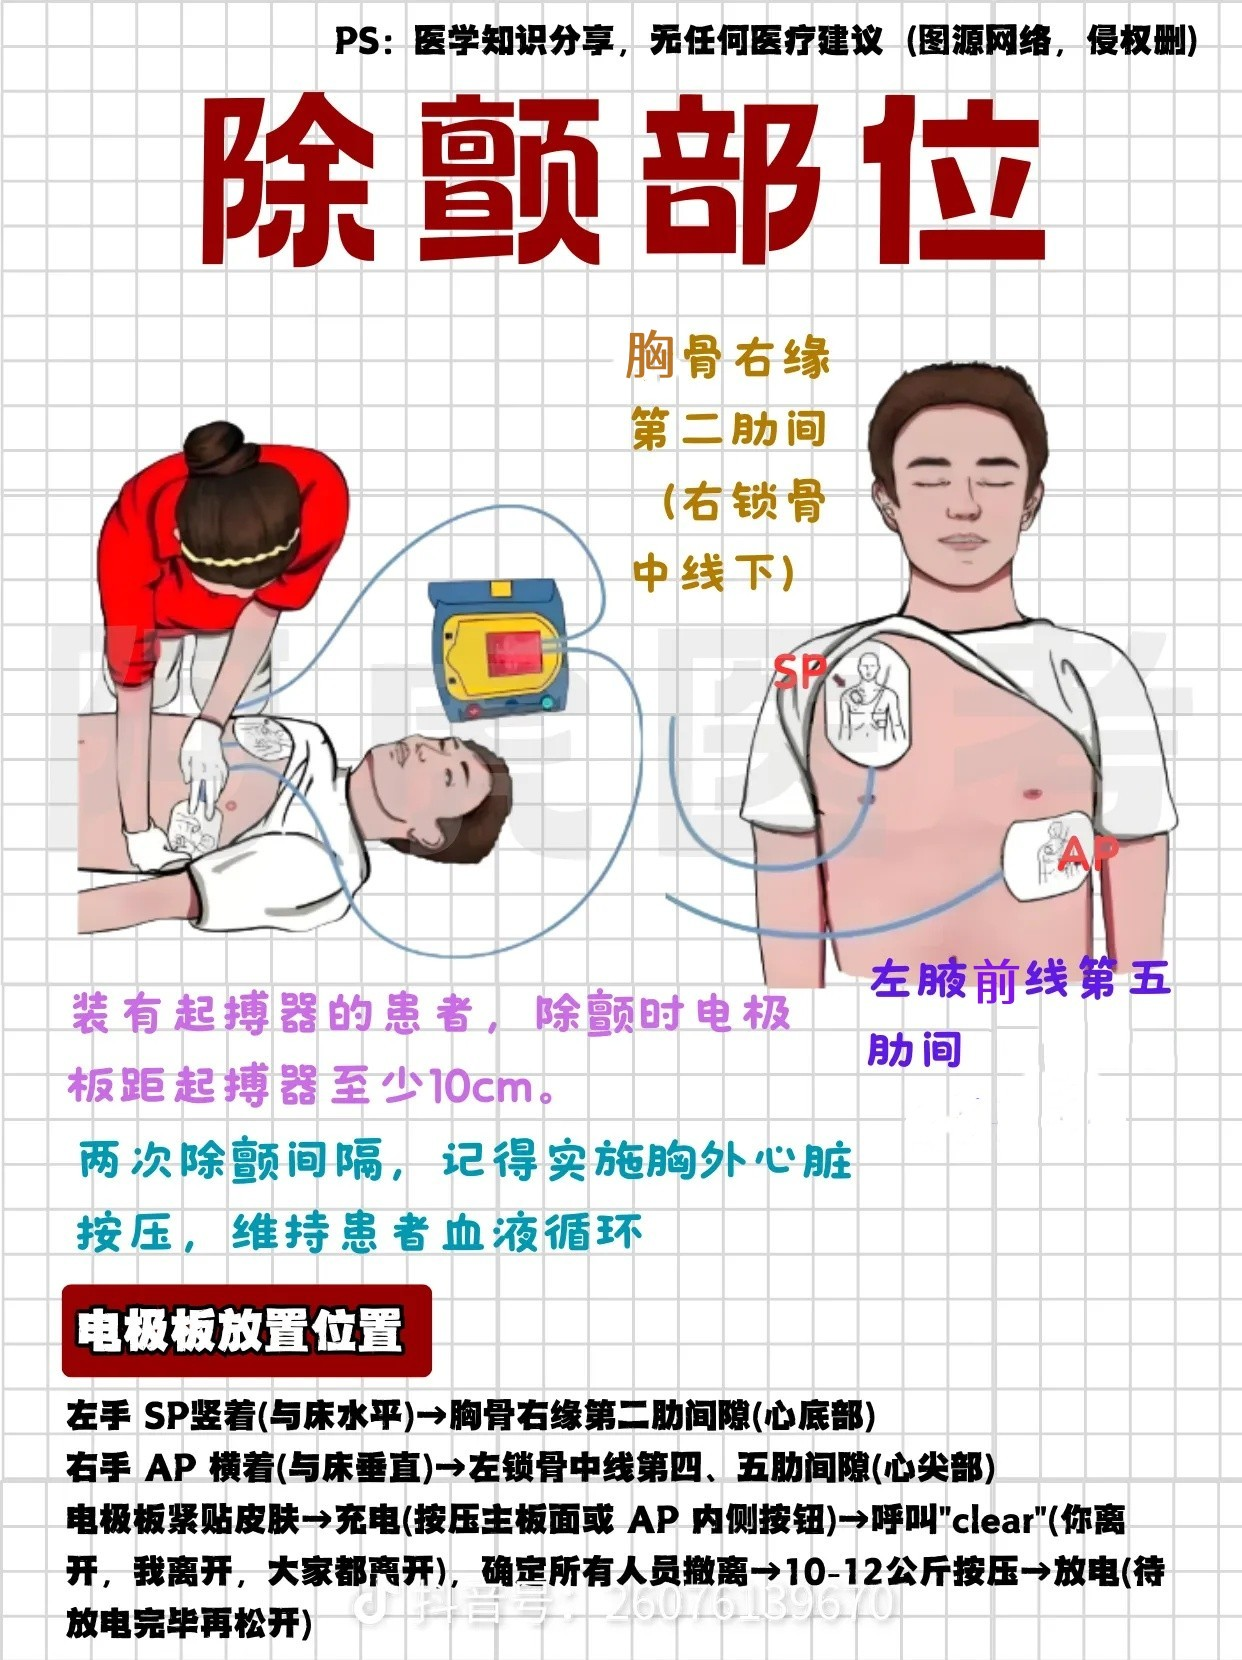 PS：医学知识分享，无任何医疗建议（图源网络，侵权删）
除颤部位
胸骨右缘
第二肋间
（右锁骨
中线下）
SP
AP
左腋前线第五
肋间
装有起搏器的患者，除颤时电极
板距起搏器至少10cm。
两次除颤间隔，记得实施胸外心脏
按压，维持患者血液循环
电极板放置位置
左手 SP竖着(与床水平)→胸骨右缘第二肋间隙(心底部)
右手 AP 横着(与床垂直)→左锁骨中线第四、五肋间隙(心尖部)
电极板紧贴皮肤→充电(按压主板面或 AP 内侧按钮)→呼叫"clear"(你离
开，我离开，大家都离开)，确定所有人员撤离→10-12公斤按压→放电(待
放电完毕再松开)
抖音号：26076139670